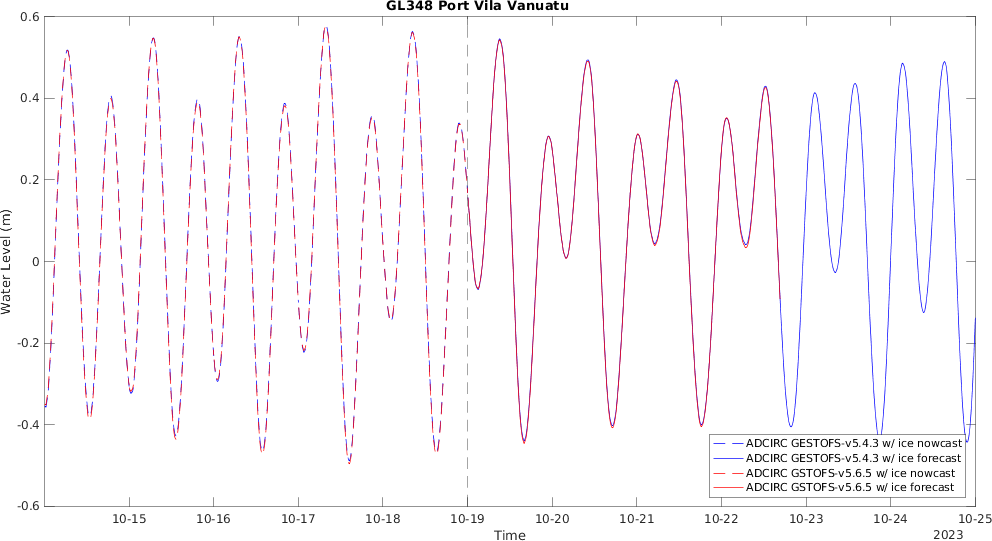 GL348 Port Vila Vanuatu
0.6
0.4
0.2
0
-0.2
-0.4
-0.6
Water Level (m)
10-15 10-16 10-17 10-18 10-19 10-20 10-21 10-22 10-23 10-24 10-25
Time
2023
ADCIRC GESTOFS-v5.4.3 w/ ice nowcast
ADCIRC GESTOFS-v5.4.3 w/ ice forecast
ADCIRC GSTOFS-v5.6.5 w/ ice nowcast
ADCIRC GSTOFS-v5.6.5 w/ ice forecast